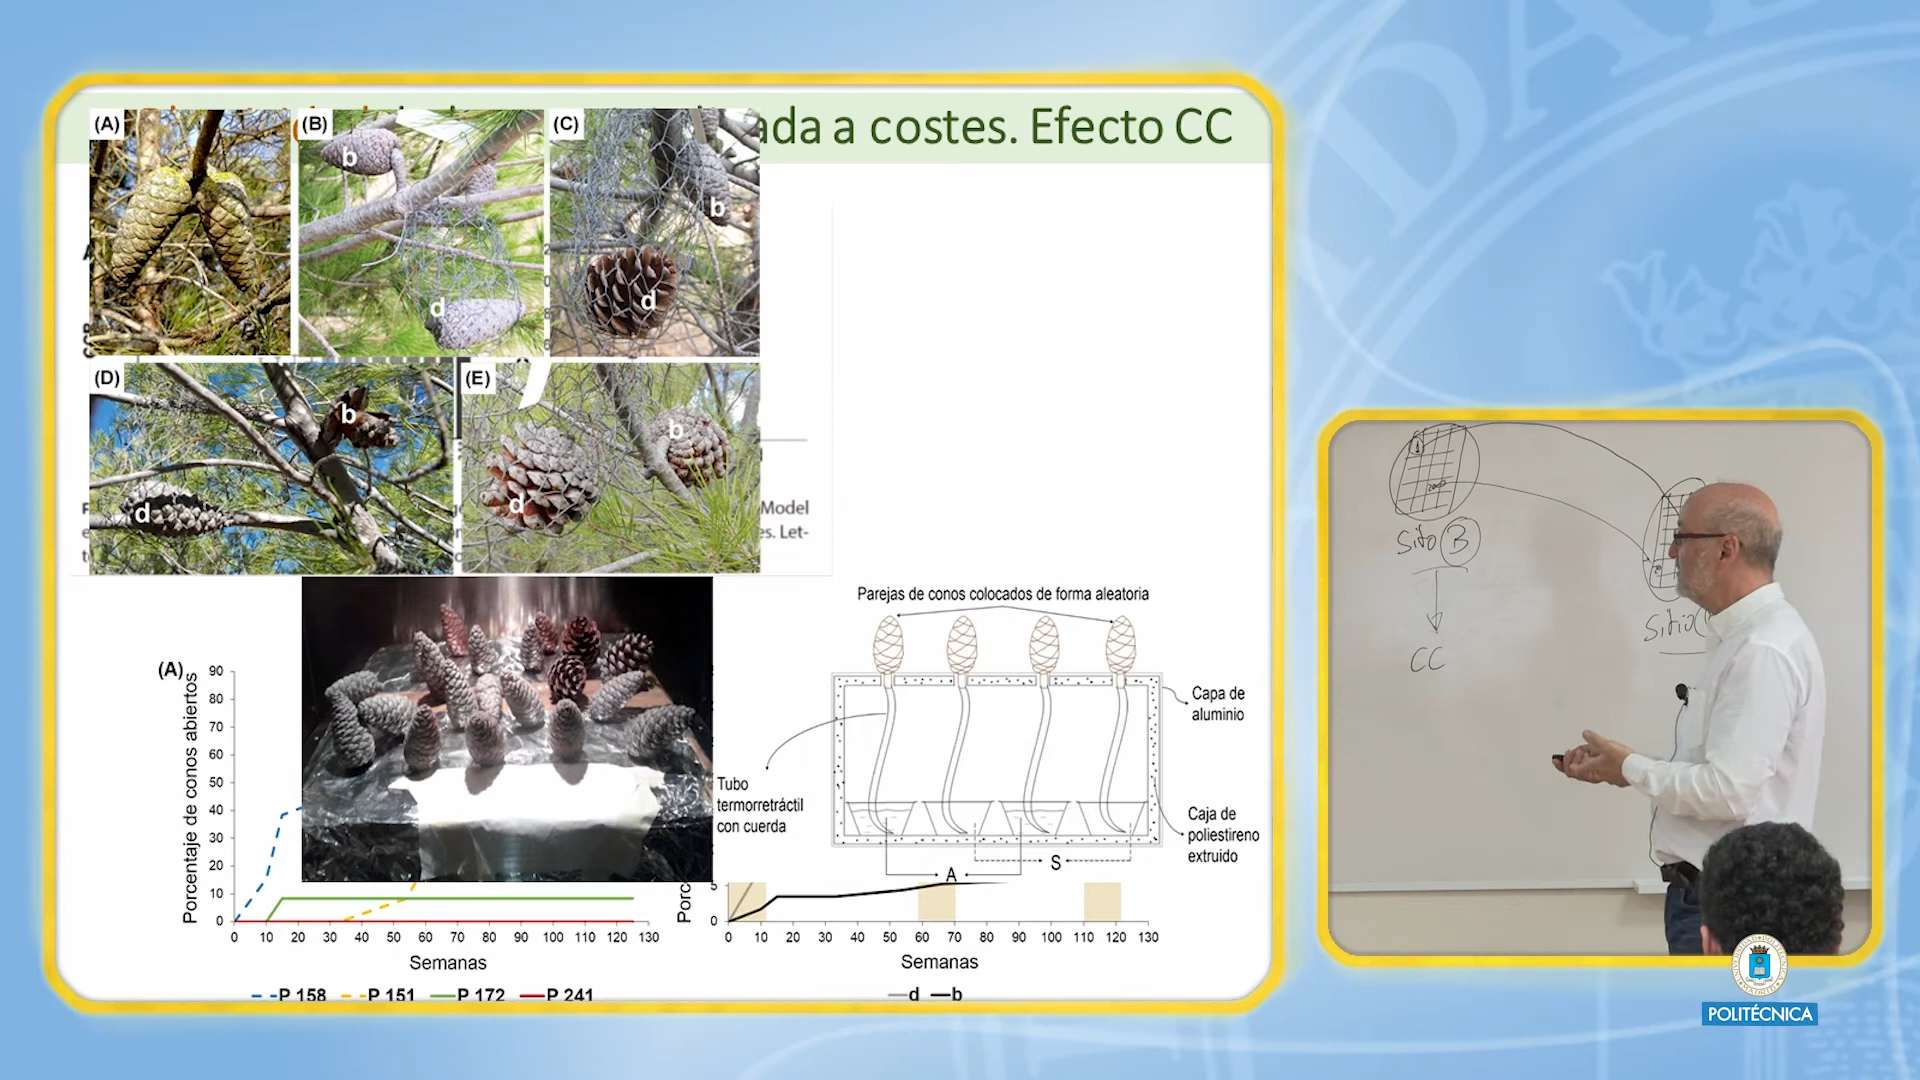 ada a costes. Efecto CC
(A)
(B)
(C)
b
d
b
d
(D)
(E)
b
d
b
d
Model
es. Let-
Parejas de conos colocados de forma aleatoria
Capa de
aluminio
Tubo
termorretráctil
con cuerda
Caja de
poliestireno
extruido
A
S
(A)
Porcentaje de conos abiertos
90
80
70
60
50
40
30
20
10
0
0 10 20 30 40 50 60 70 80 90 100 110 120 130
Semanas
P 158 P 151 P 172 P 241
Porc
5
0
0 10 20 30 40 50 60 70 80 90 100 110 120 130
Semanas
d b
Sitio B
CC
Sitio
POLITÉCNICA